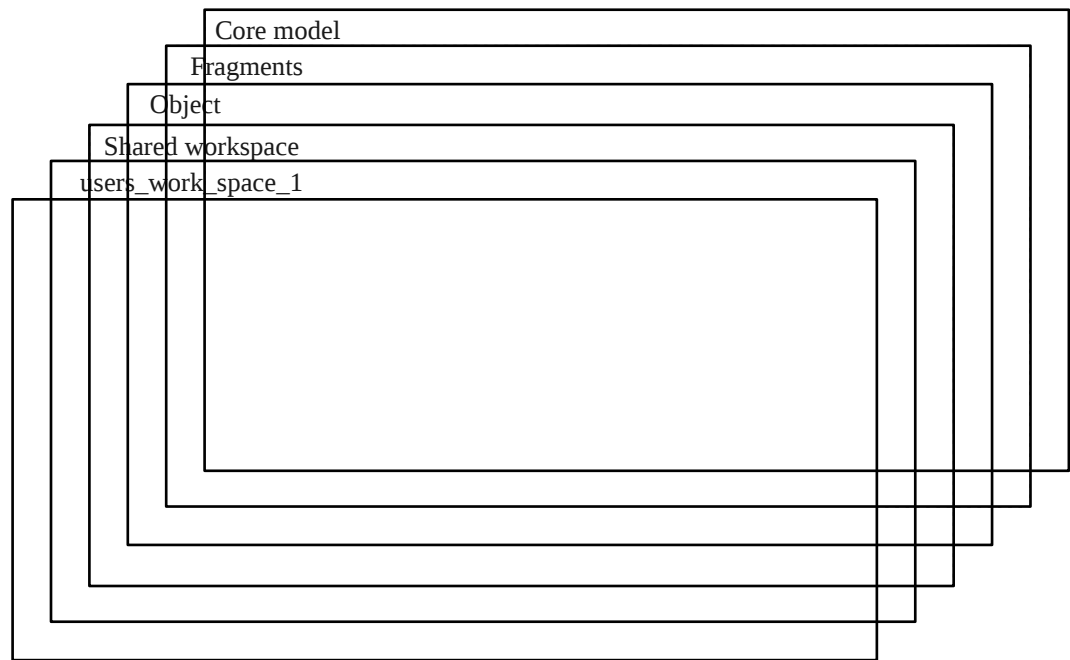 Core model
Fragments
Object
Shared workspace
users_work_space_1